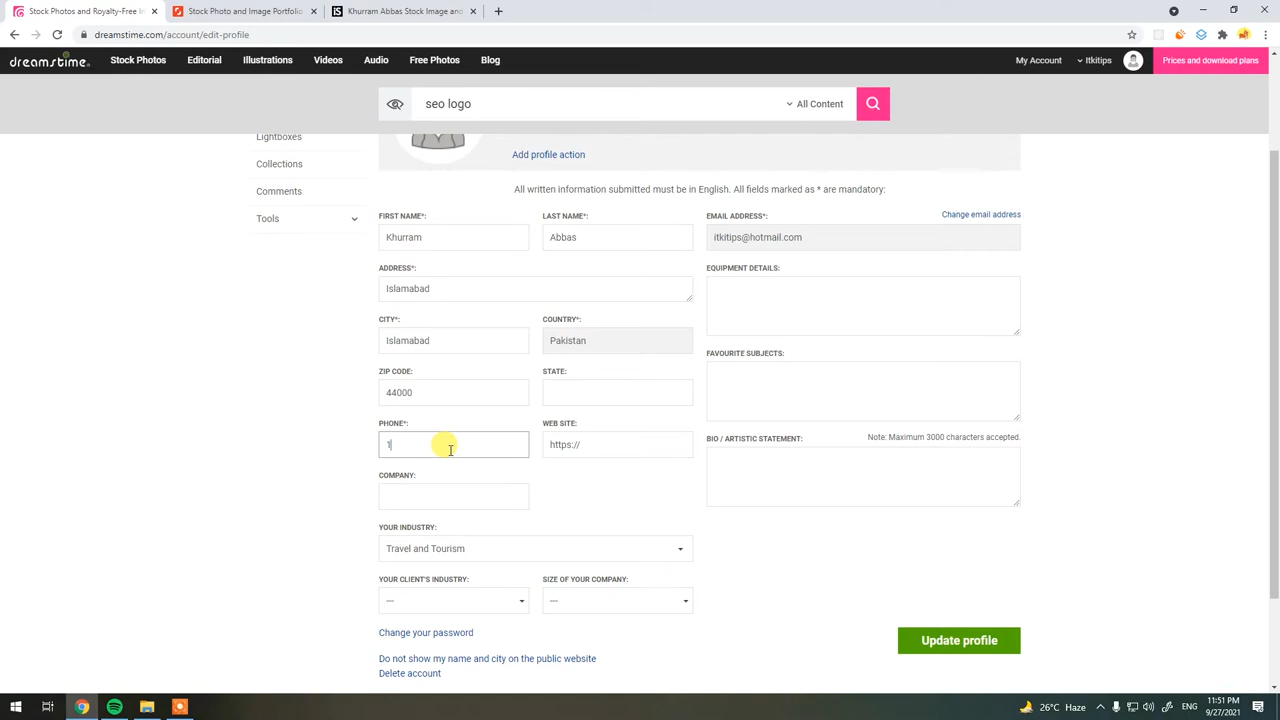 Stock Photos and Royalty-Free In
Stock Photo and Image Portfolio
Khurram Abbas Stock Image and
dreamstime.com/account/edit-profile
dreamstime
Stock Photos
Editorial
Illustrations
Videos
Audio
Free Photos
Blog
My Account
Itkitips
Prices and download plans
seo logo
All Content
Lightboxes
Collections
Comments
Tools
Add profile action
All written information submitted must be in English. All fields marked as * are mandatory:
FIRST NAME*:
LAST NAME*:
EMAIL ADDRESS*:
Change email address
Khurram
Abbas
itkitips@hotmail.com
ADDRESS*:
EQUIPMENT DETAILS:
Islamabad
CITY*:
COUNTRY*:
Islamabad
Pakistan
FAVOURITE SUBJECTS:
ZIP CODE:
STATE:
44000
PHONE*:
WEB SITE:
BIO / ARTISTIC STATEMENT:
Note: Maximum 3000 characters accepted.
1
https://
COMPANY:
YOUR INDUSTRY:
Travel and Tourism
YOUR CLIENT'S INDUSTRY:
SIZE OF YOUR COMPANY:
---
---
Change your password
Update profile
Do not show my name and city on the public website
Delete account
26°C Haze
ENG
11:51 PM
9/27/2021